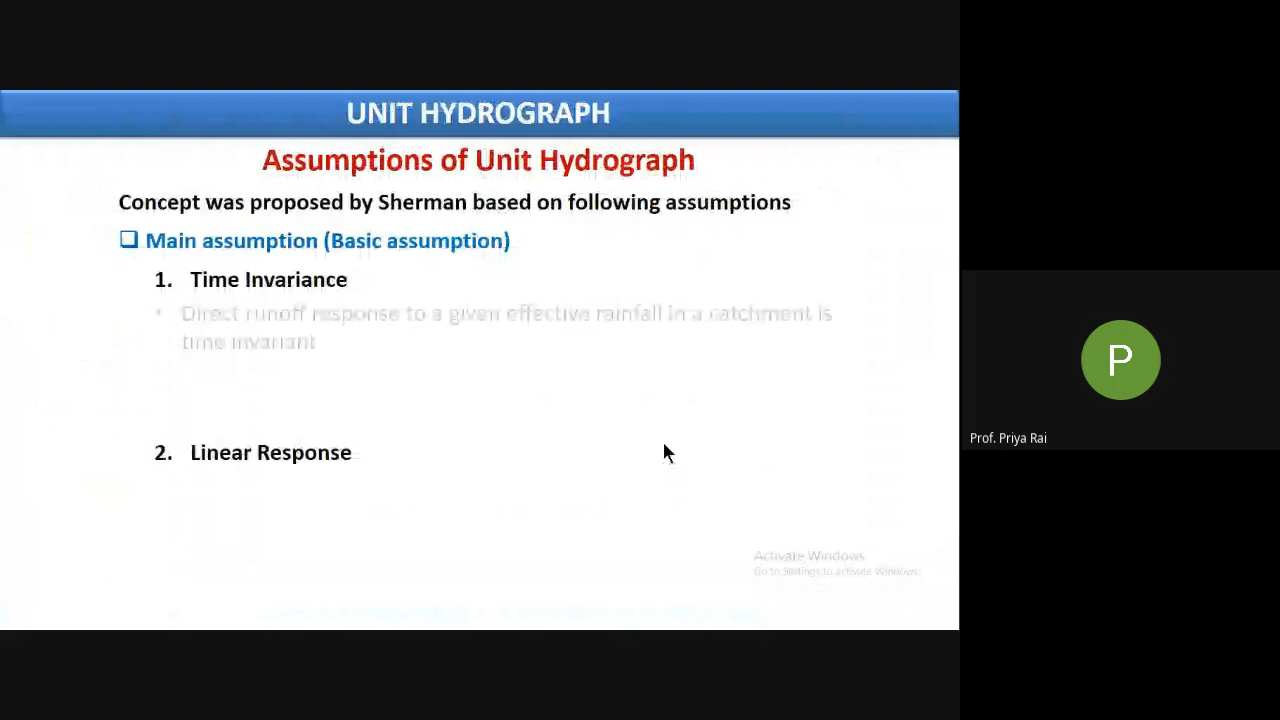 UNIT HYDROGRAPH
Assumptions of Unit Hydrograph
Concept was proposed by Sherman based on following assumptions
❑ Main assumption (Basic assumption)
1. Time Invariance
• Direct runoff response to a given effective rainfall in a catchment is
time invariant
2. Linear Response
Activate Windows
Go to Settings to activate Windows.
P
Prof. Priya Rai